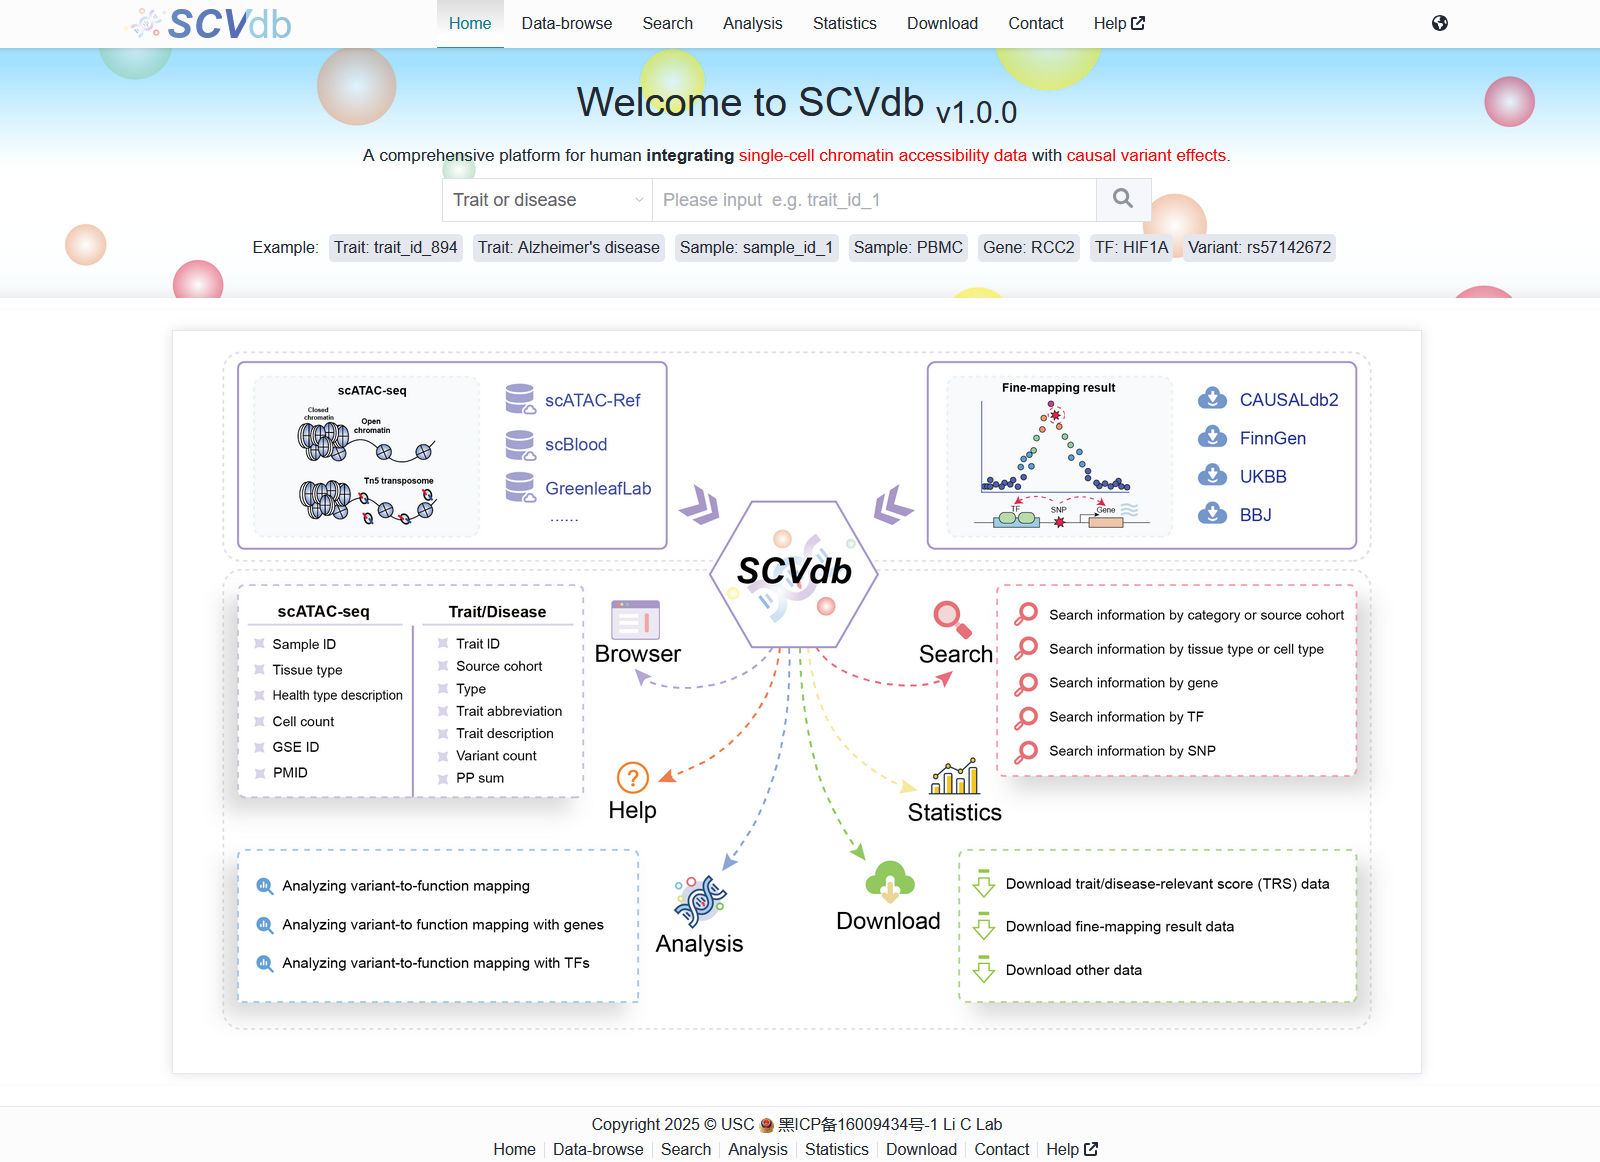 SCVdb
Home
Data-browse
Search
Analysis
Statistics
Download
Contact
Help
Welcome to SCVdb v1.0.0
A comprehensive platform for human integrating single-cell chromatin accessibility data with causal variant effects.
Trait or disease
Please input e.g. trait_id_1
Example: Trait: trait_id_894 Trait: Alzheimer's disease Sample: sample_id_1 Sample: PBMC Gene: RCC2 TF: HIF1A Variant: rs57142672
scATAC-seq
Closed
chromatin
Open
chromatin
Tn5 transposome
scATAC-Ref
scBlood
GreenleafLab
......
Fine-mapping result
TF
SNP
Gene
CAUSALdb2
FinnGen
UKBB
BBJ
SCVdb
scATAC-seq
Sample ID
Tissue type
Health type description
Cell count
GSE ID
PMID
Trait/Disease
Trait ID
Source cohort
Type
Trait abbreviation
Trait description
Variant count
PP sum
Browser
Search
Search information by category or source cohort
Search information by tissue type or cell type
Search information by gene
Search information by TF
Search information by SNP
?
Help
Statistics
Analyzing variant-to-function mapping
Analyzing variant-to function mapping with genes
Analyzing variant-to-function mapping with TFs
Analysis
Download
Download trait/disease-relevant score (TRS) data
Download fine-mapping result data
Download other data
Copyright 2025 © USC 黑ICP备16009434号-1 Li C Lab
Home
Data-browse
Search
Analysis
Statistics
Download
Contact
Help